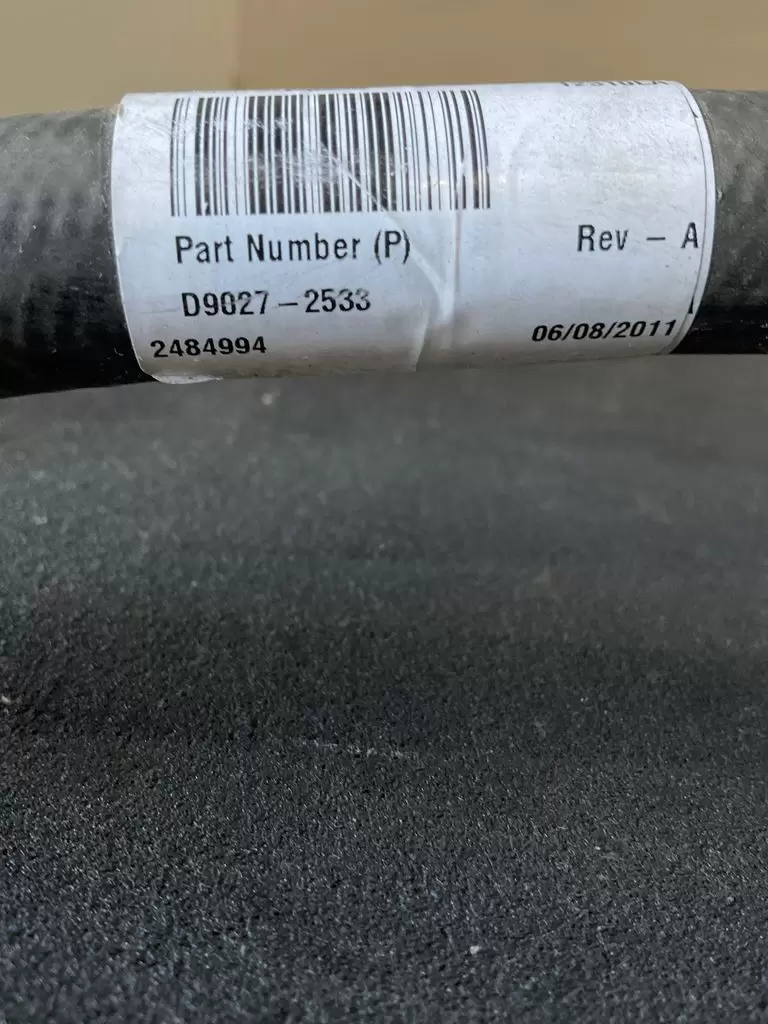 Part Number (P)
Rev - A
D9027-2533
2484994
06/08/2011